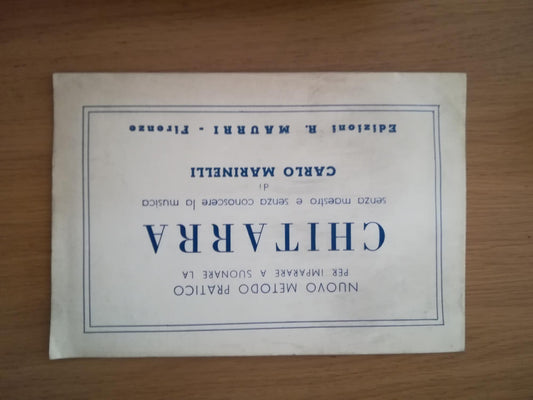 NUOVO METODO PRATICO
PER IMPARARE A SUONARE LA
CHITARRA
senza maestro e senza conoscere la musica
di
CARLO MARINELLI
Edizioni R. MAURRI - Firenze